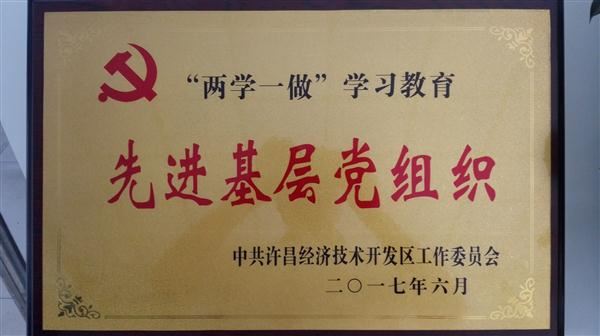 “两学一做”学习教育
先进基层党组织
中共许昌经济技术开发区工作委员会
二〇一七年六月